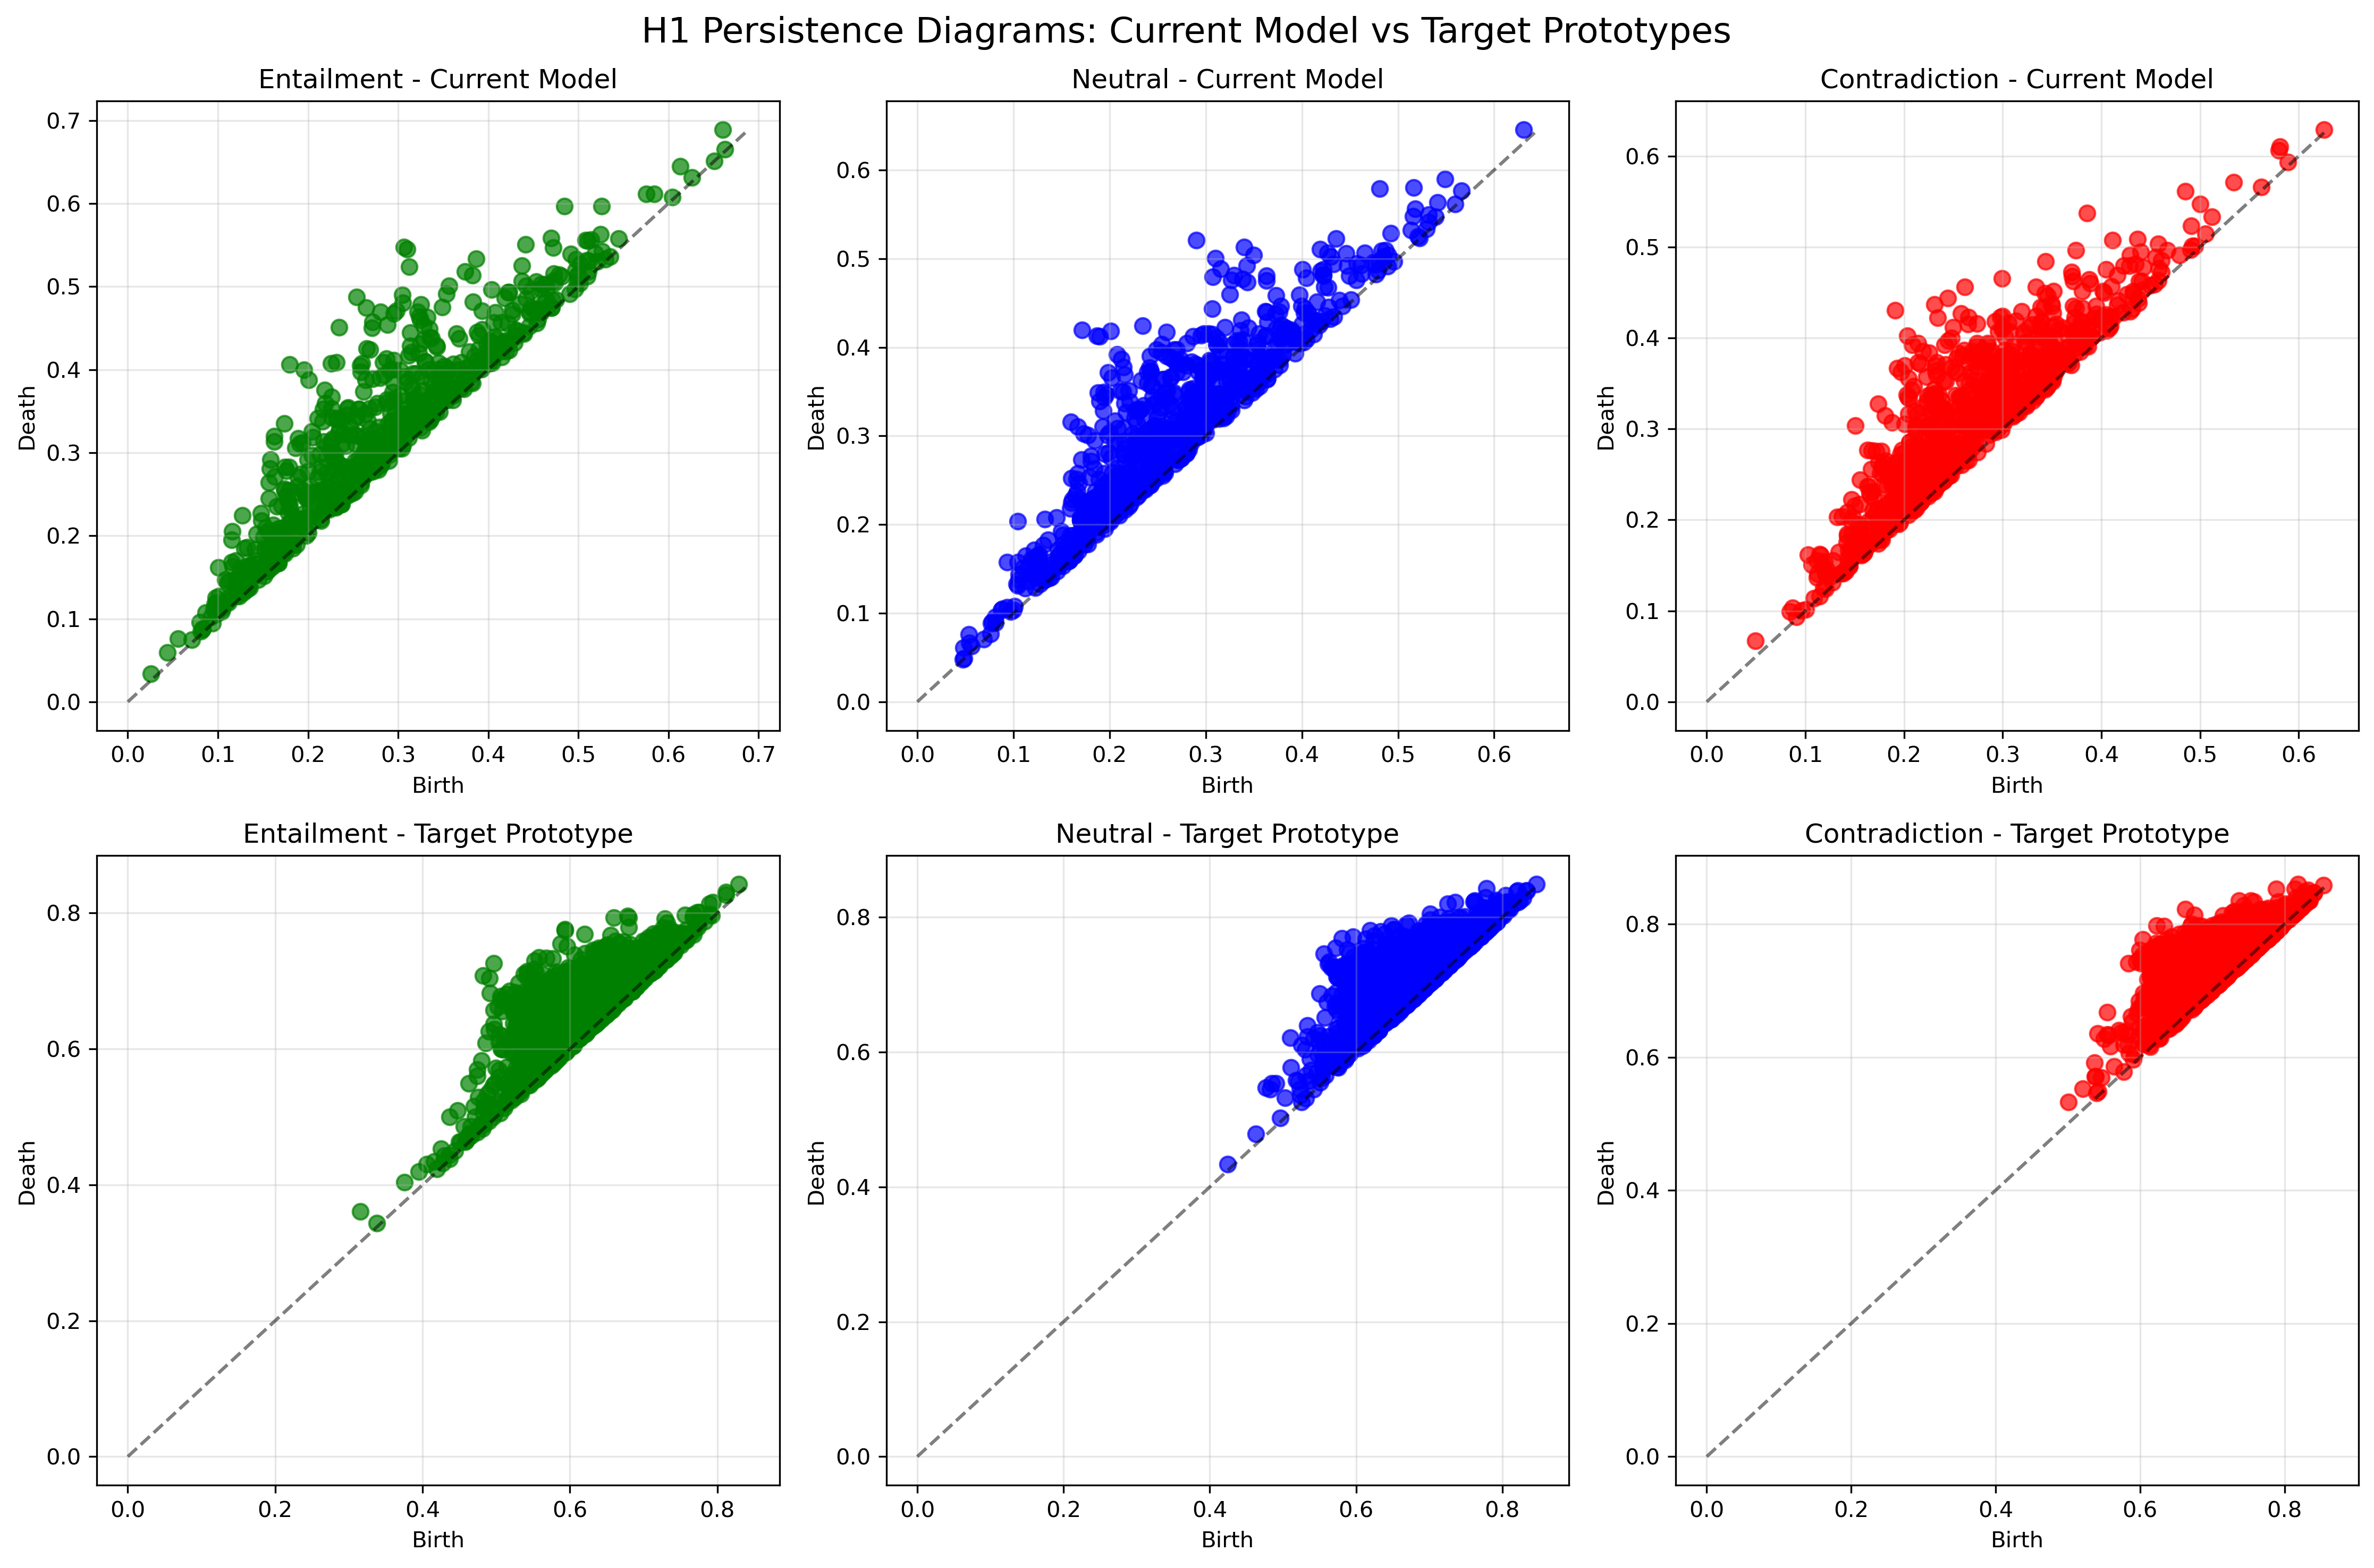 H1 Persistence Diagrams: Current Model vs Target Prototypes
Entailment - Current Model
Neutral - Current Model
Contradiction - Current Model
Death
0.7
0.6
0.5
0.4
0.3
0.2
0.1
0.0
0.0 0.1 0.2 0.3 0.4 0.5 0.6 0.7
Birth
Death
0.6
0.5
0.4
0.3
0.2
0.1
0.0
0.0 0.1 0.2 0.3 0.4 0.5 0.6
Birth
Death
0.6
0.5
0.4
0.3
0.2
0.1
0.0
0.0 0.1 0.2 0.3 0.4 0.5 0.6
Birth
Entailment - Target Prototype
Neutral - Target Prototype
Contradiction - Target Prototype
Death
0.8
0.6
0.4
0.2
0.0
0.0 0.2 0.4 0.6 0.8
Birth
Death
0.8
0.6
0.4
0.2
0.0
0.0 0.2 0.4 0.6 0.8
Birth
Death
0.8
0.6
0.4
0.2
0.0
0.0 0.2 0.4 0.6 0.8
Birth